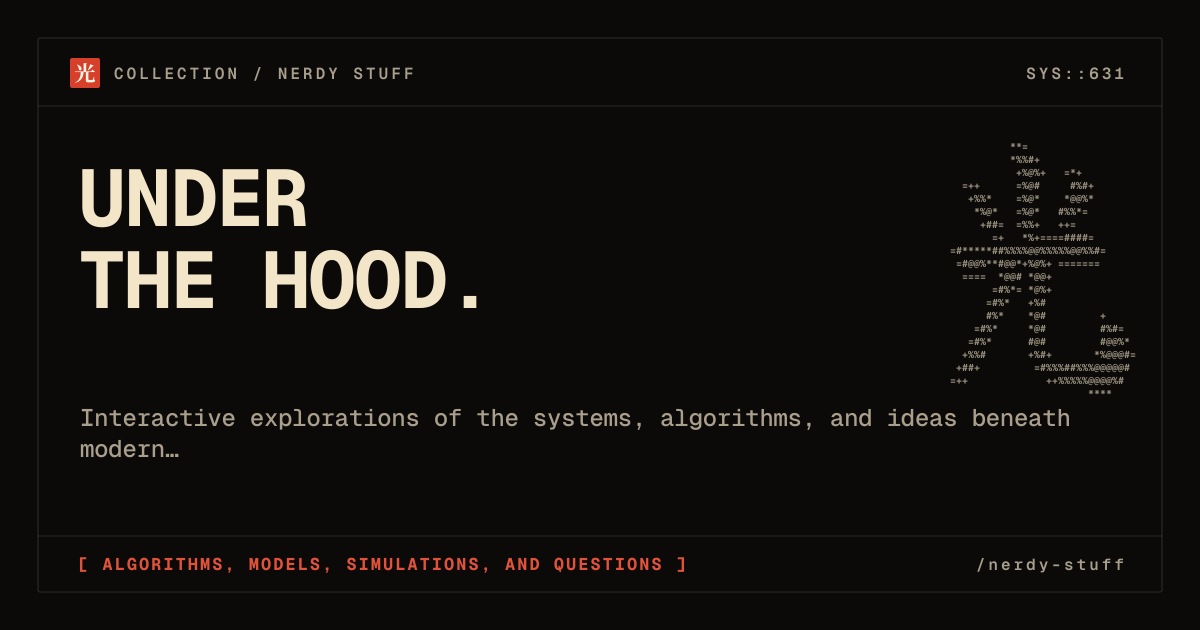 光 COLLECTION / NERDY STUFF
SYS::631
UNDER
THE HOOD.
Interactive explorations of the systems, algorithms, and ideas beneath
modern…
[ ALGORITHMS, MODELS, SIMULATIONS, AND QUESTIONS ]
/nerdy-stuff